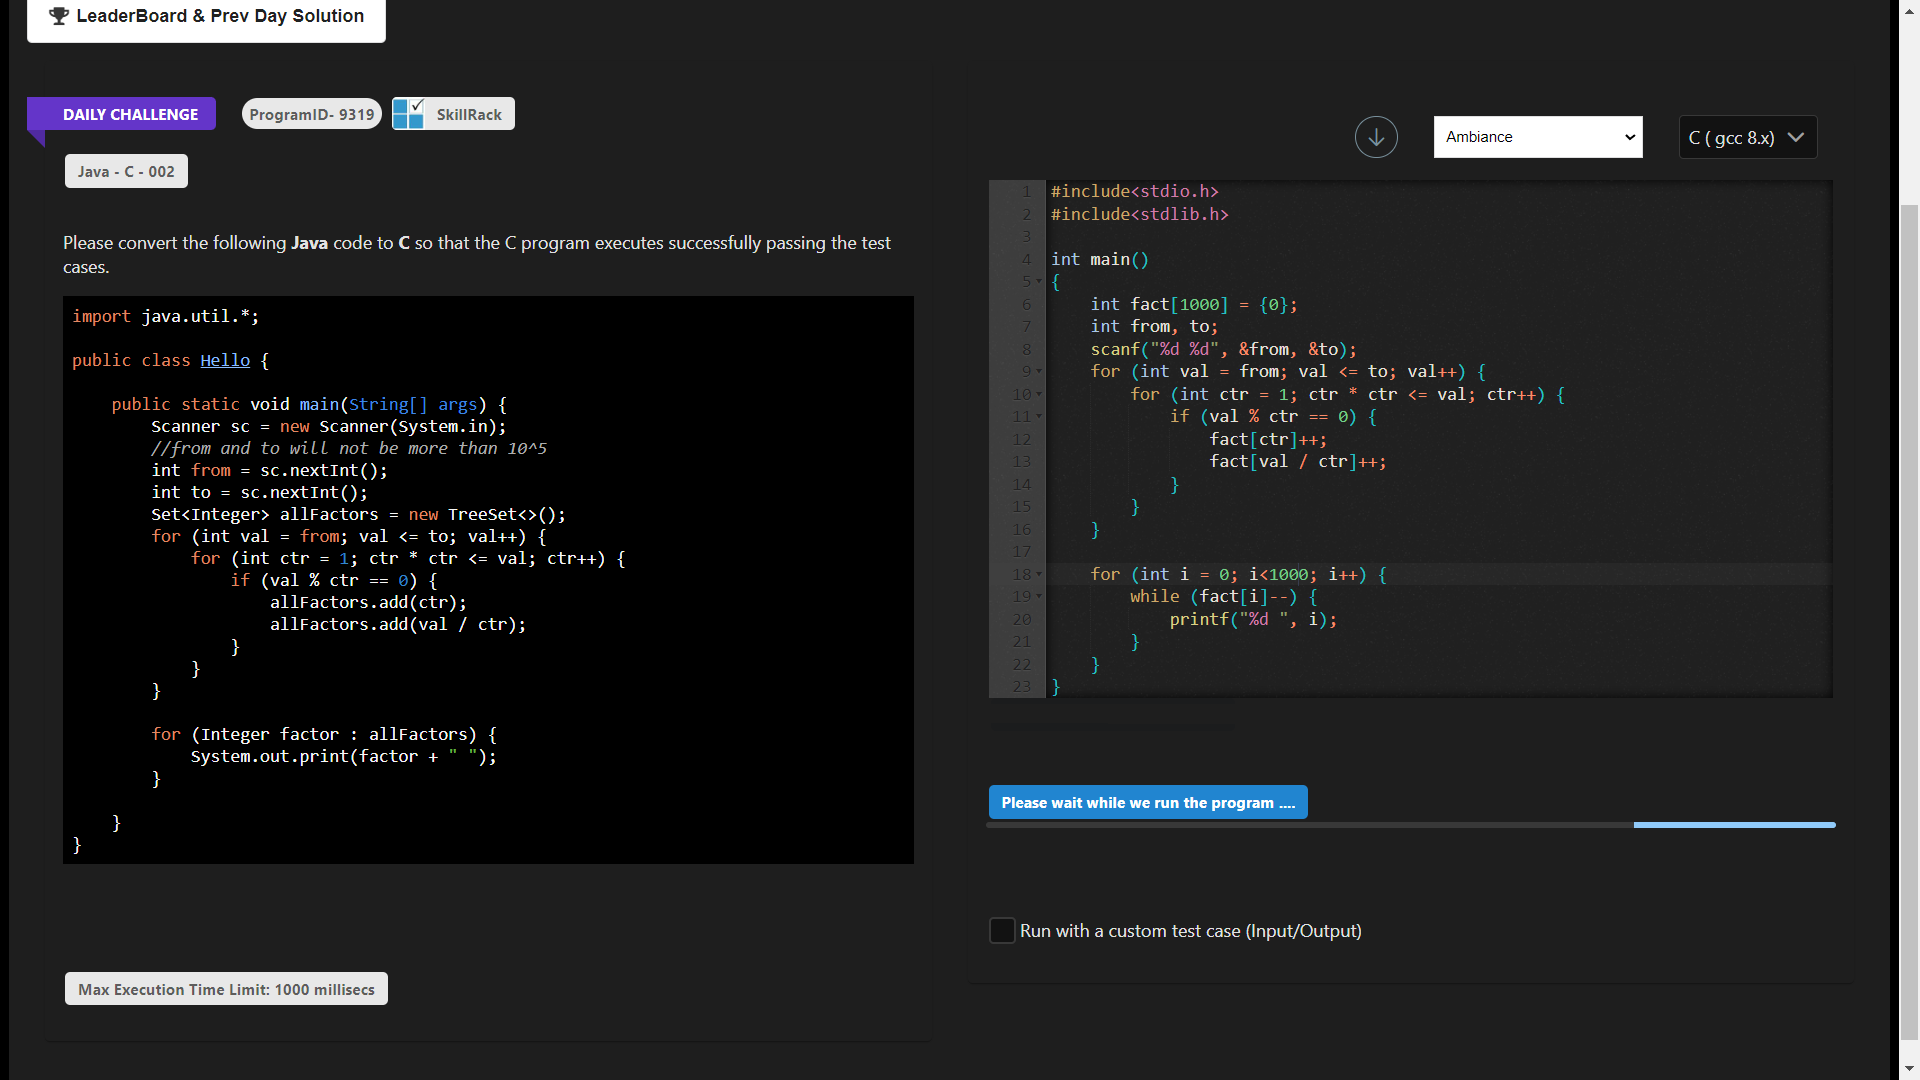 LeaderBoard & Prev Day Solution
DAILY CHALLENGE
ProgramID- 9319
SkillRack
Java - C - 002
Please convert the following Java code to C so that the C program executes successfully passing the test
cases.
import java.util.*;
public class Hello {
public static void main(String[] args) {
Scanner sc = new Scanner(System.in);
//from and to will not be more than 10^5
int from = sc.nextInt();
int to = sc.nextInt();
Set<Integer> allFactors = new TreeSet<>();
for (int val = from; val <= to; val++) {
for (int ctr = 1; ctr * ctr <= val; ctr++) {
if (val % ctr == 0) {
allFactors.add(ctr);
allFactors.add(val / ctr);
}
}
}
for (Integer factor : allFactors) {
System.out.print(factor + " ");
}
}
}
Max Execution Time Limit: 1000 millisecs
Ambiance
C ( gcc 8.x)
1 #include<stdio.h>
2 #include<stdlib.h>
3
4 int main()
5 {
6 int fact[1000] = {0};
7 int from, to;
8 scanf("%d %d", &from, &to);
9 for (int val = from; val <= to; val++) {
10 for (int ctr = 1; ctr * ctr <= val; ctr++) {
11 if (val % ctr == 0) {
12 fact[ctr]++;
13 fact[val / ctr]++;
14 }
15 }
16 }
17
18 for (int i = 0; i<1000; i++) {
19 while (fact[i]--) {
20 printf("%d ", i);
21 }
22 }
23 }
Please wait while we run the program ....
Run with a custom test case (Input/Output)